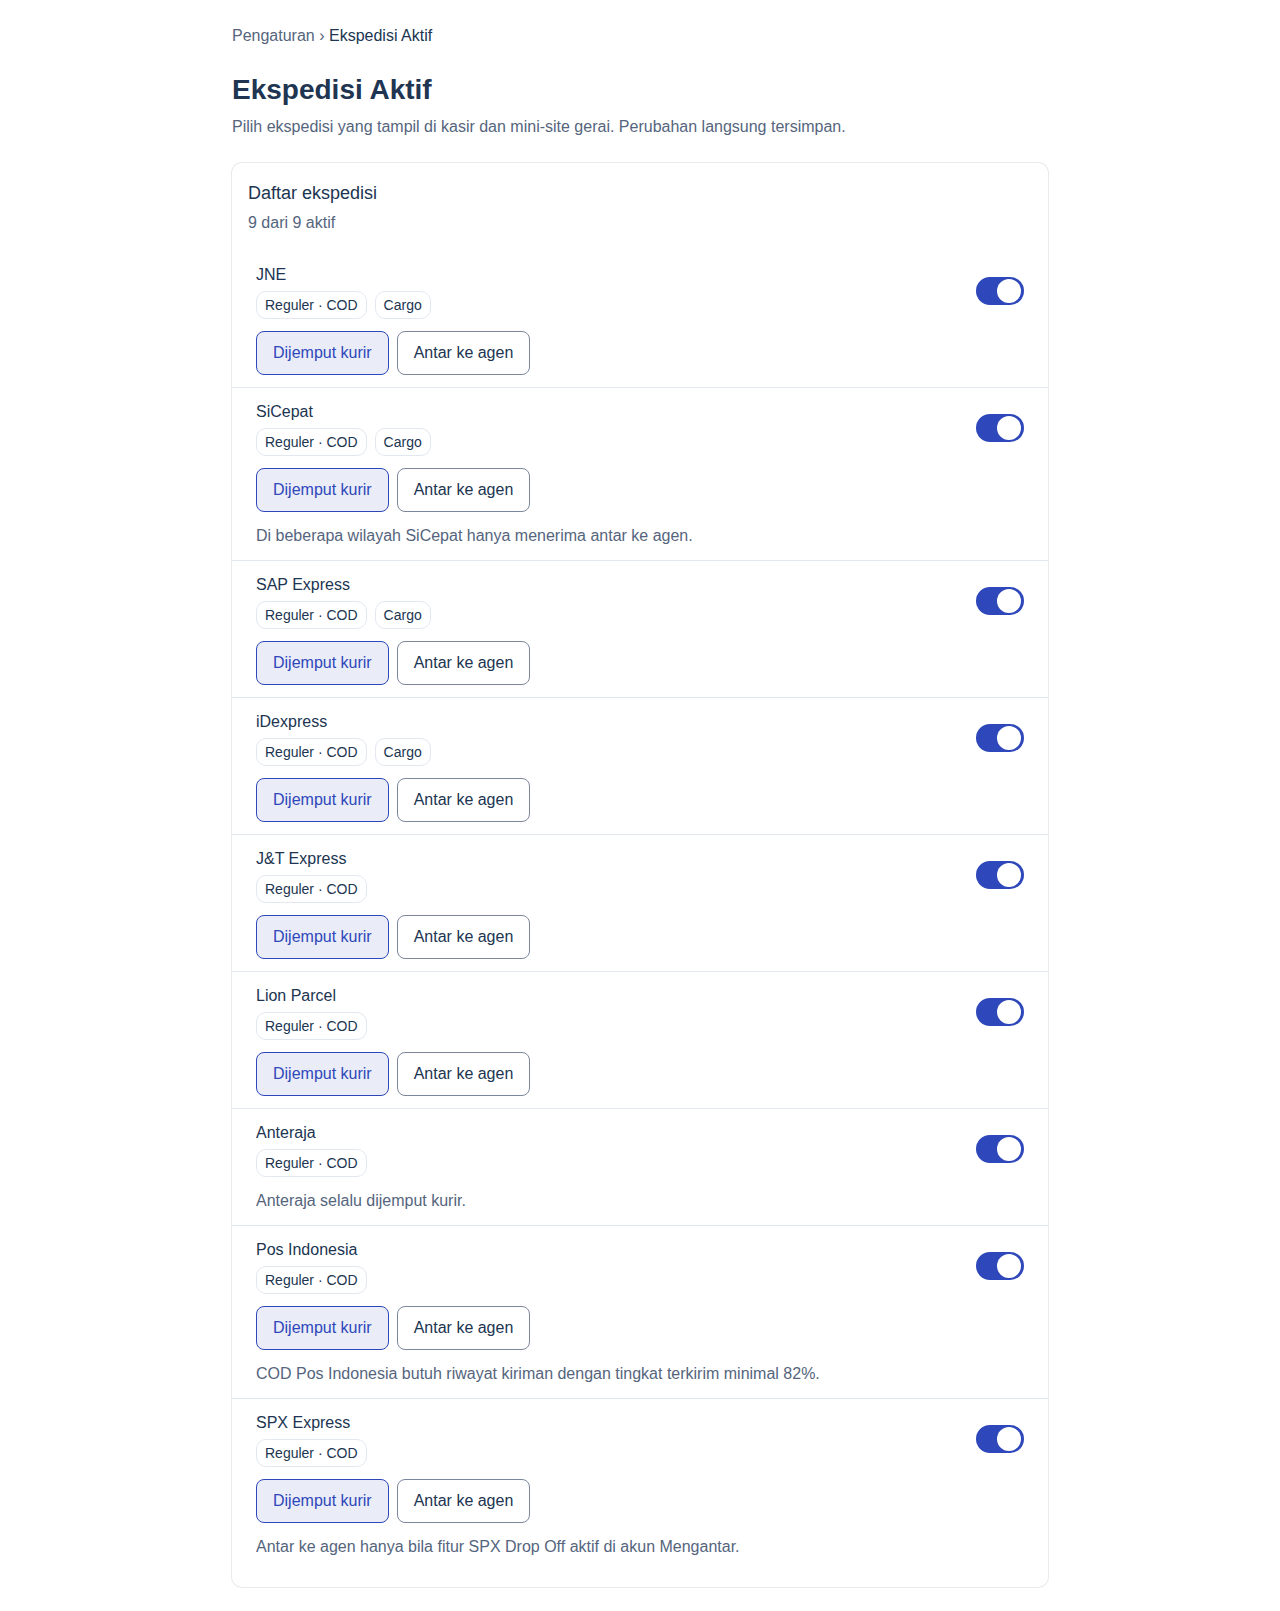 Pengaturan › Ekspedisi Aktif
Ekspedisi Aktif
Pilih ekspedisi yang tampil di kasir dan mini-site gerai. Perubahan langsung tersimpan.
Daftar ekspedisi
9 dari 9 aktif
JNE
Reguler · COD Cargo
Dijemput kurir Antar ke agen
SiCepat
Reguler · COD Cargo
Dijemput kurir Antar ke agen
Di beberapa wilayah SiCepat hanya menerima antar ke agen.
SAP Express
Reguler · COD Cargo
Dijemput kurir Antar ke agen
iDexpress
Reguler · COD Cargo
Dijemput kurir Antar ke agen
J&T Express
Reguler · COD
Dijemput kurir Antar ke agen
Lion Parcel
Reguler · COD
Dijemput kurir Antar ke agen
Anteraja
Reguler · COD
Anteraja selalu dijemput kurir.
Pos Indonesia
Reguler · COD
Dijemput kurir Antar ke agen
COD Pos Indonesia butuh riwayat kiriman dengan tingkat terkirim minimal 82%.
SPX Express
Reguler · COD
Dijemput kurir Antar ke agen
Antar ke agen hanya bila fitur SPX Drop Off aktif di akun Mengantar.